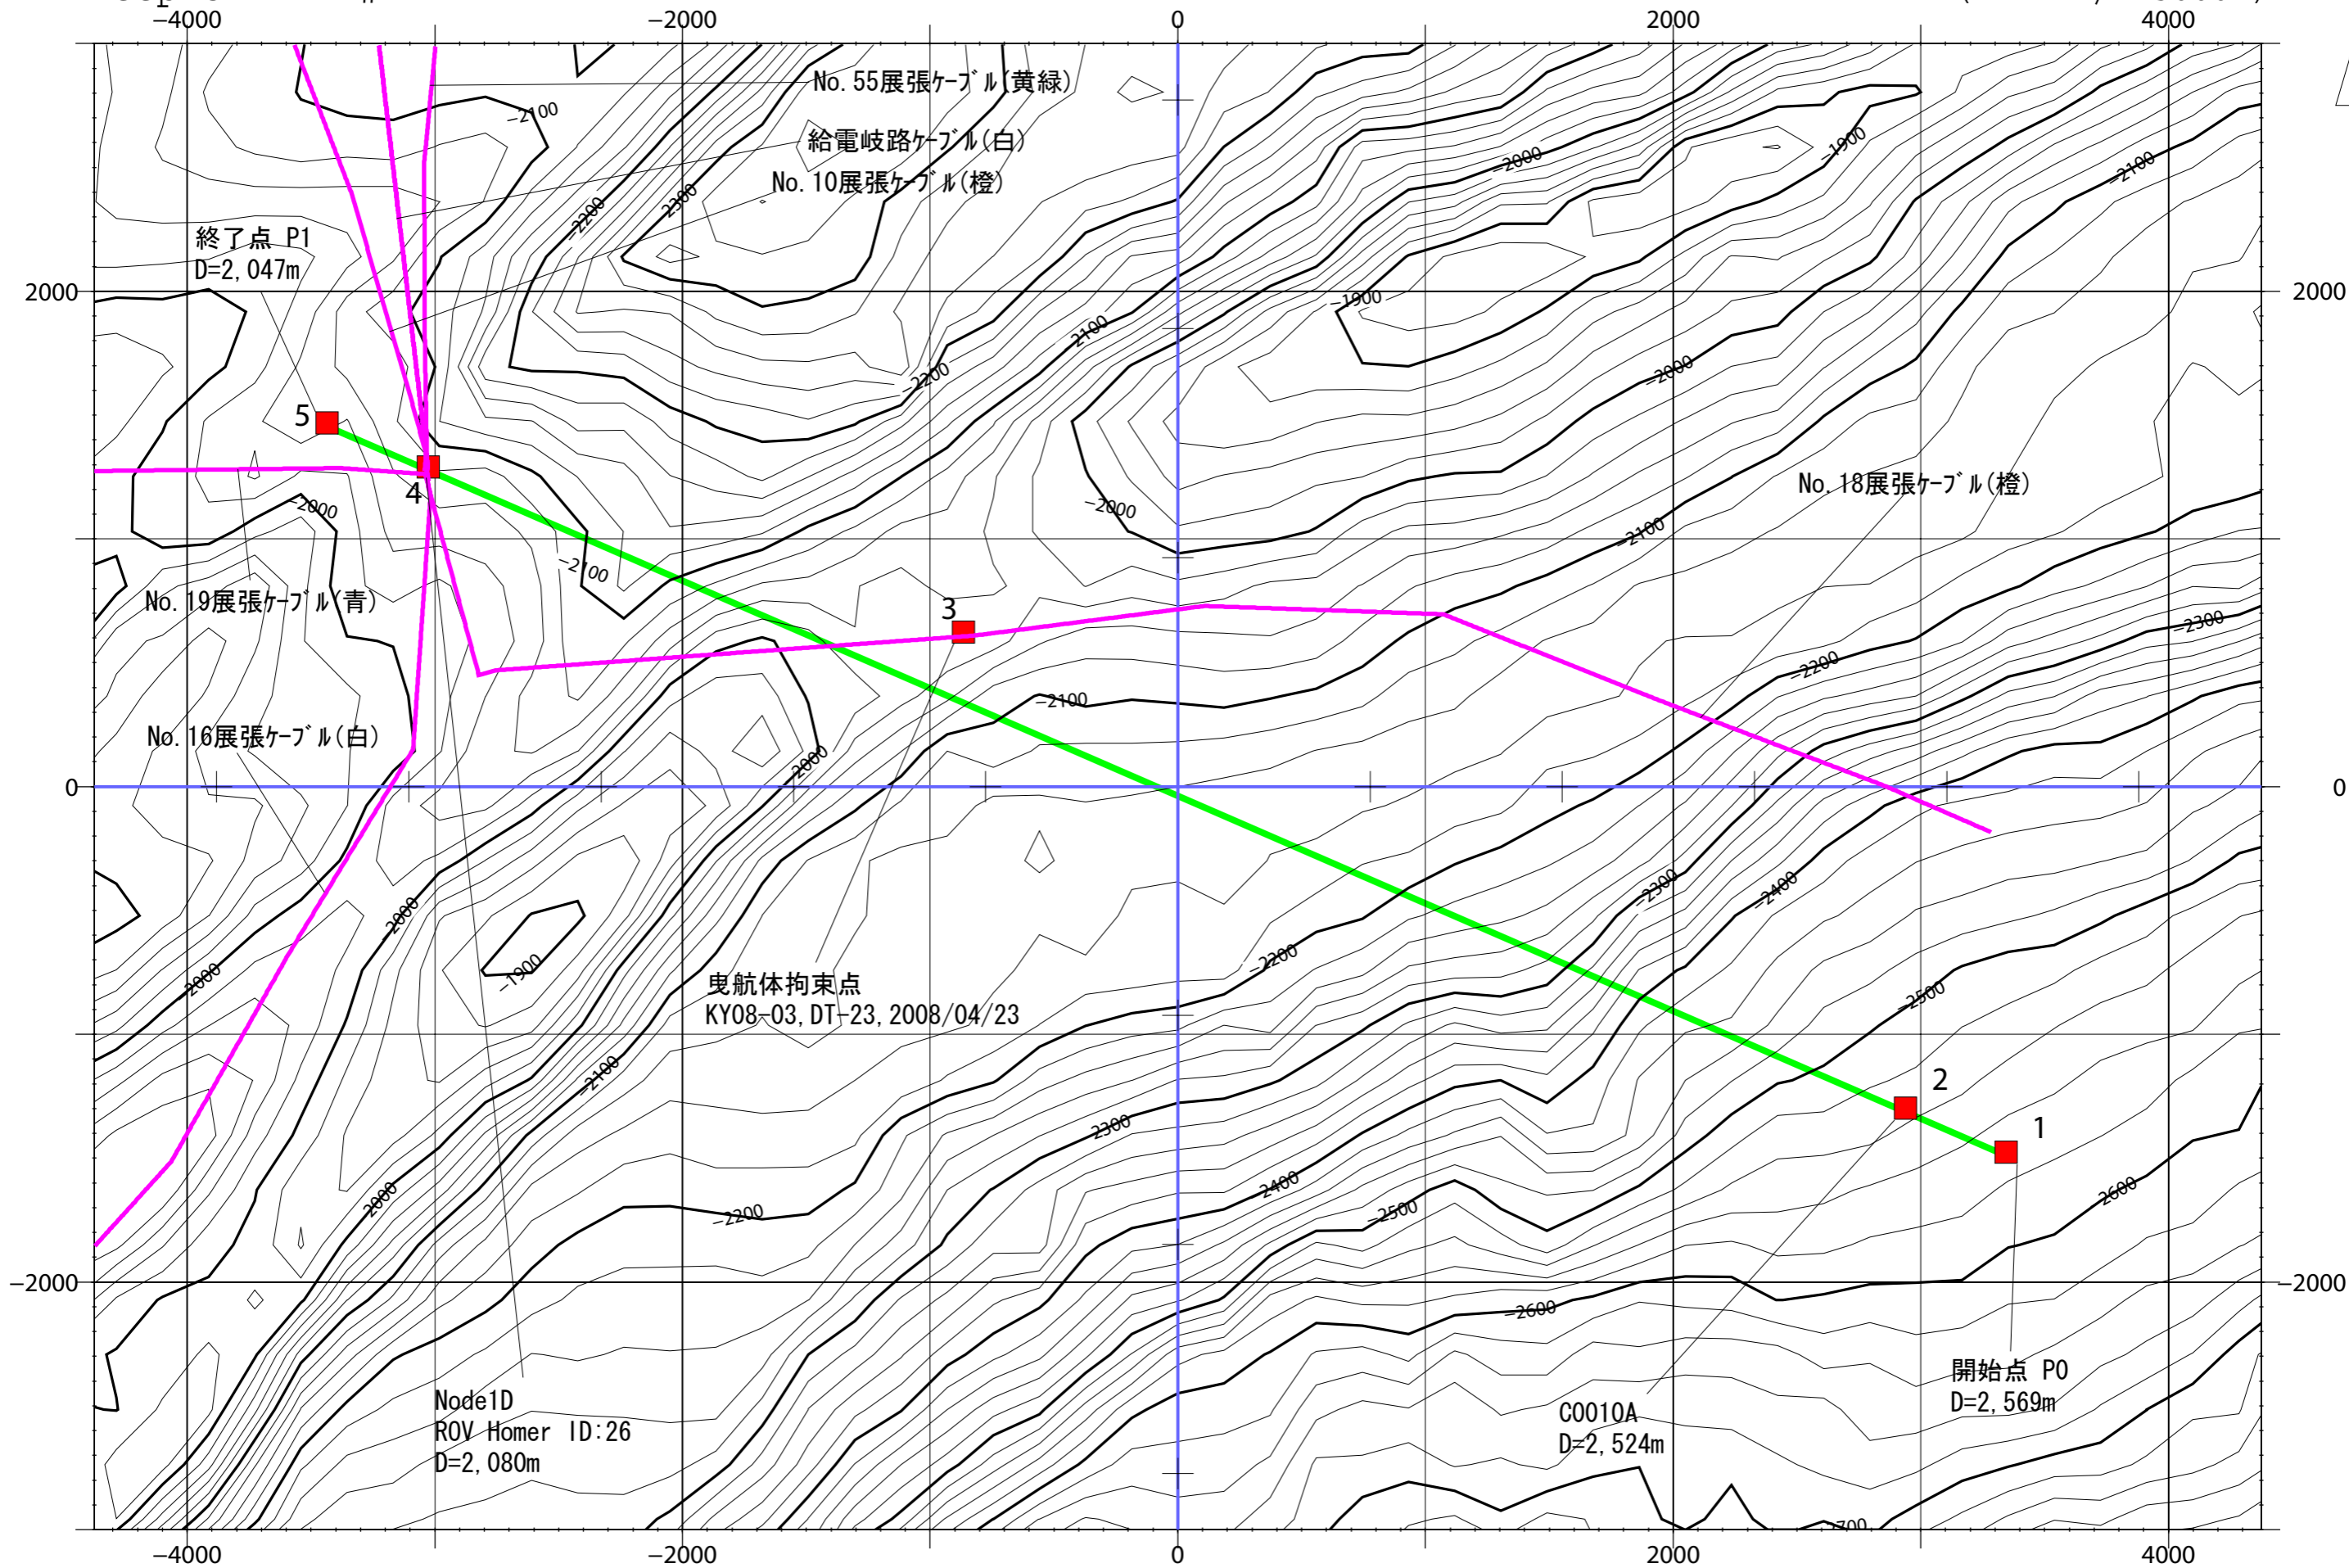 −4000 −2000 0 2000 4000
No.55展張ケーブル(黄緑)
−2100
給電岐路ケーブル(白)
−1900
−2000
−2100
No.10展張ケーブル(橙)
2300
−2200
終了点 P1
D=2,047m
2000 2000
−1900
2100
−2000
−2200
5
No.18展張ケーブル(橙)
4
−2000
−2000
−2100
−2100
No.19展張ケーブル(青)
3
−2300
−2200
−2100
No.16展張ケーブル(白)
2000
0 0
−2300
−2400
−2000
−2200
−1900
−2000
曳航体拘束点
KY08-03,DT-23,2008/04/23
−2500
−2100
2
1
2300
2400
2600
2000
−2200
−2500
−2000 −2000
−2600
開始点 P0
D=2,569m
Node1D
ROV Homer ID:26
D=2,080m
C0010A
D=2,524m
−4000 −2000 0 2000 4000